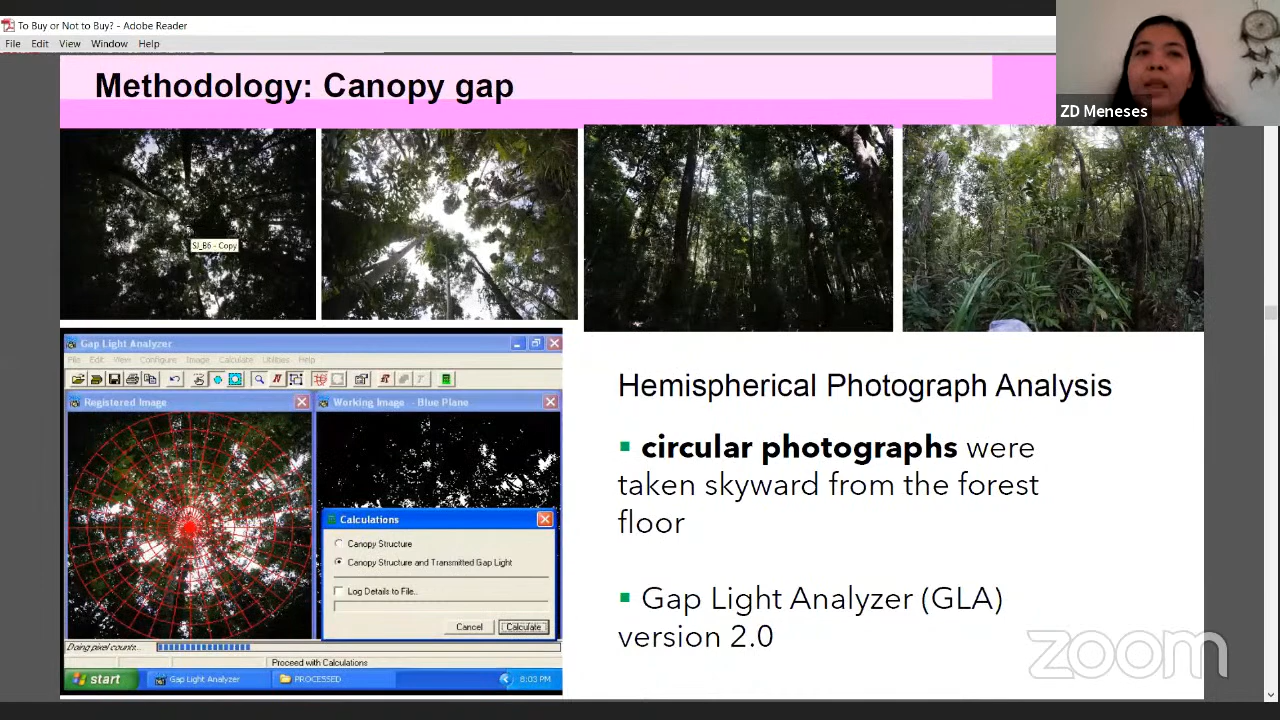 To Buy or Not to Buy? - Adobe Reader
File Edit View Window Help
ZD Meneses
Methodology: Canopy gap
SJ_B6 - Copy
Gap Light Analyzer
File Edit View Configure Image Calculate Utilities Help
Registered Image
Working Image - Blue Plane
Calculations
Canopy Structure
Canopy Structure and Transmitted Gap Light
Log Details to File..
Cancel Calculate
Doing pixel counts...
Proceed with Calculations
start Gap Light Analyzer PROCESSED 8:03 PM
Hemispherical Photograph Analysis
▪ circular photographs were
taken skyward from the forest
floor
▪ Gap Light Analyzer (GLA)
version 2.0
zoom